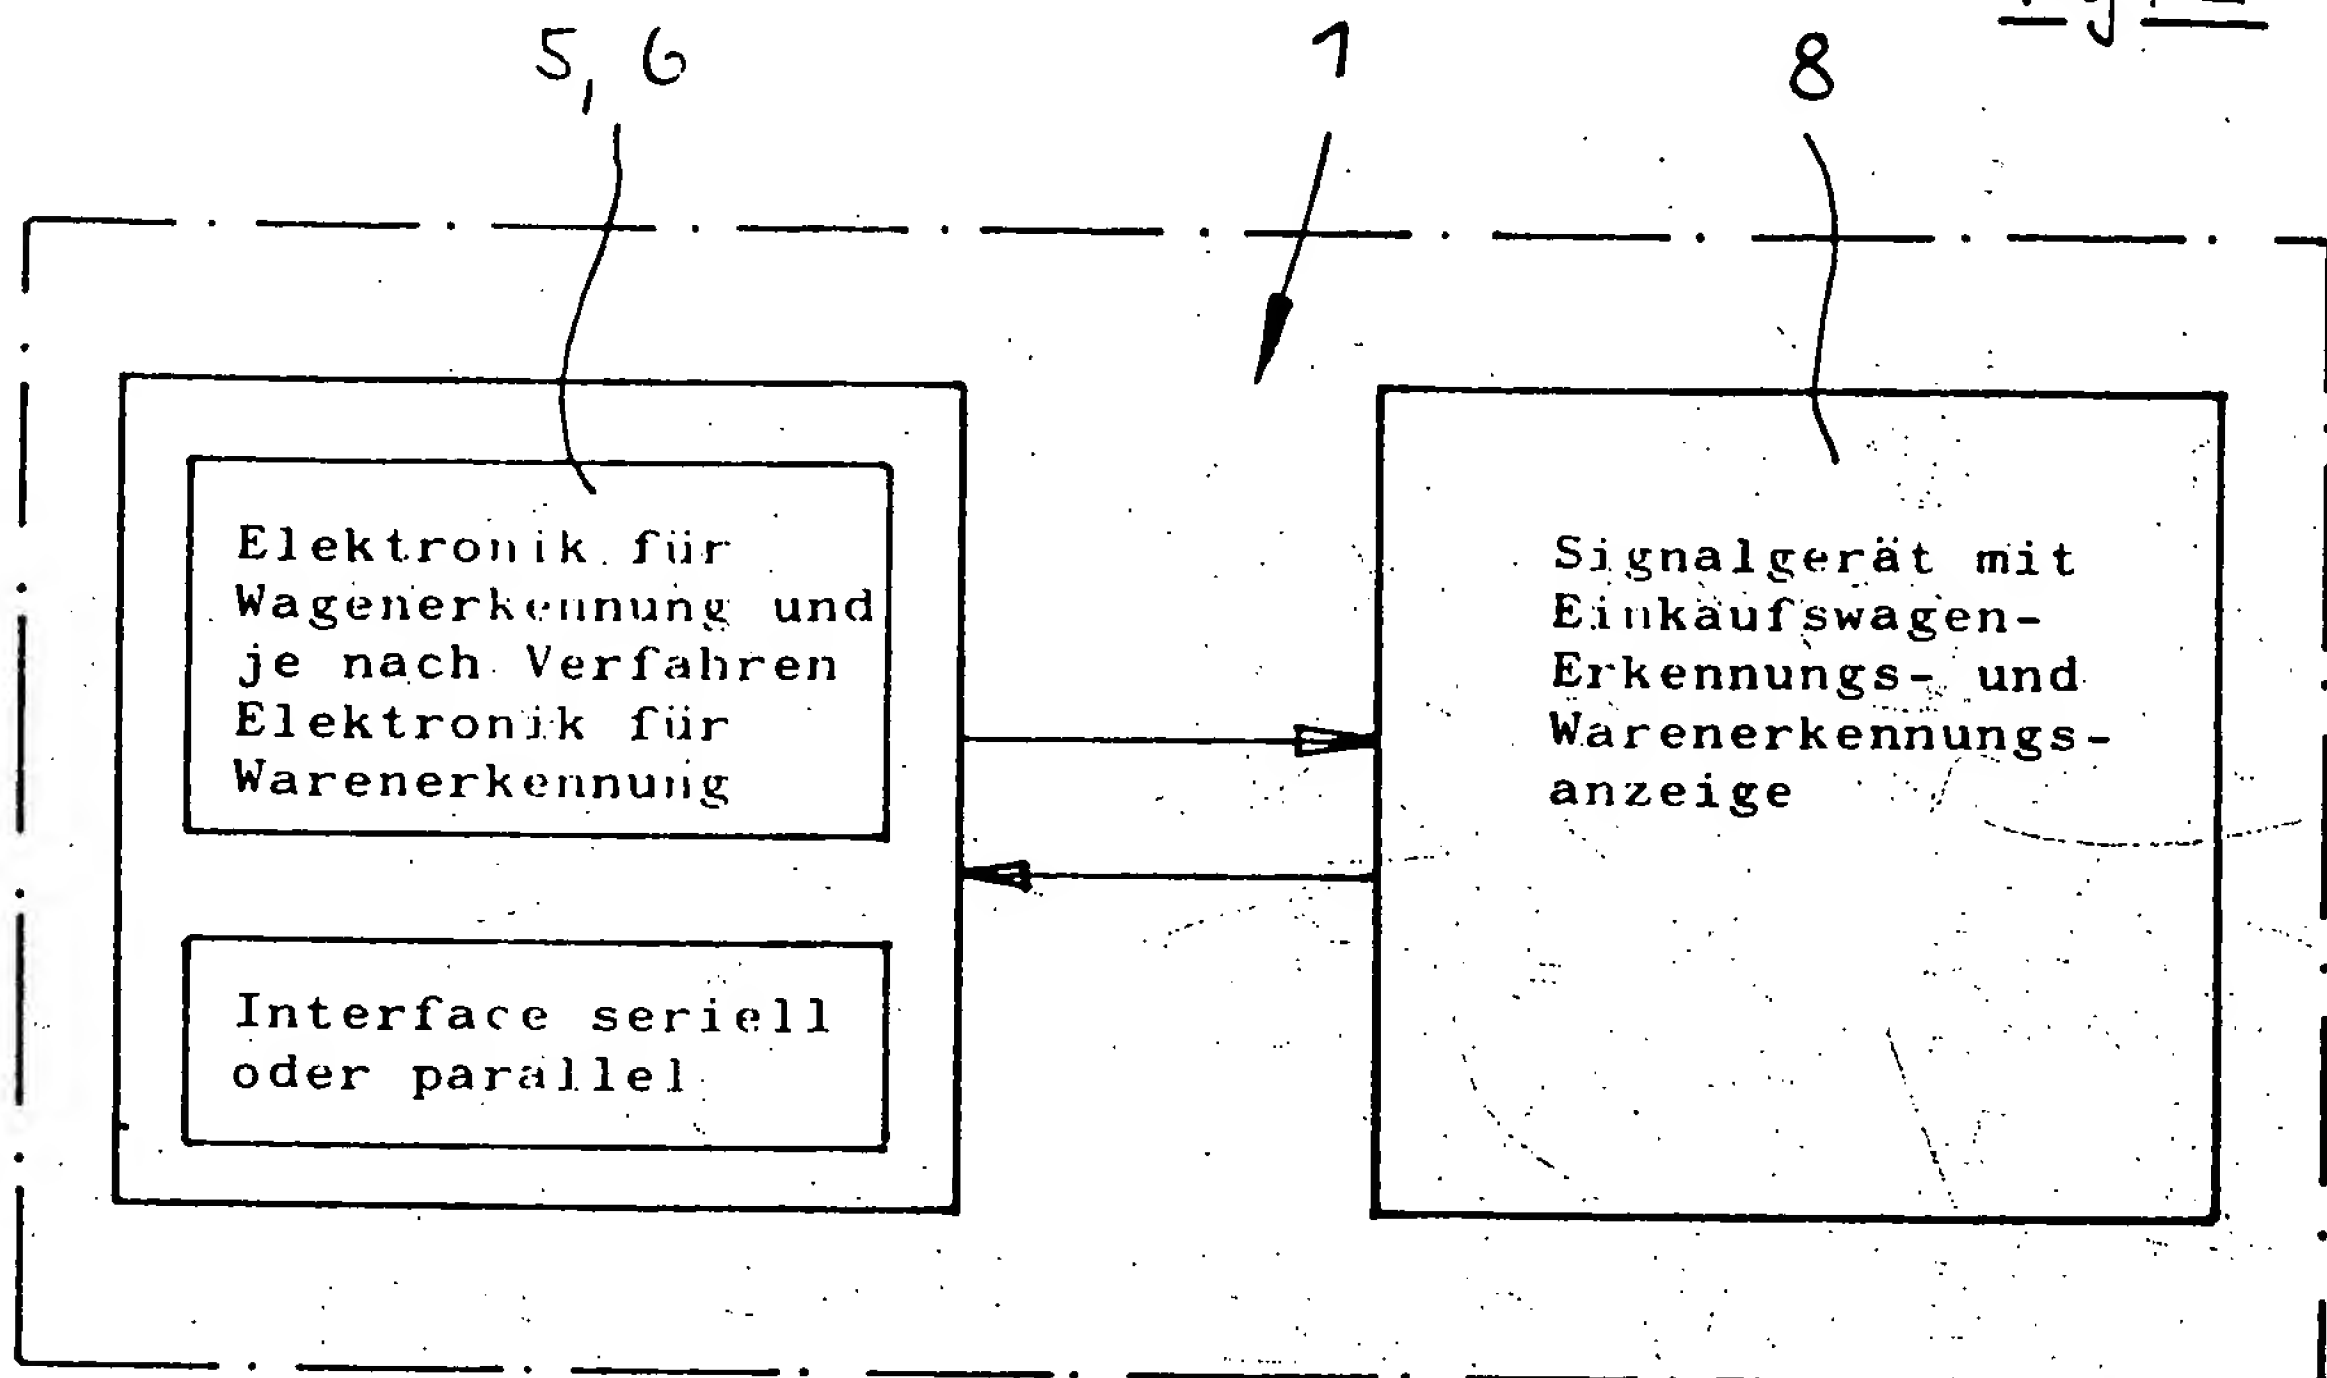 5, 6
1
8
Elektronik für
Wagenerkennung und
je nach Verfahren
Elektronik für
Warenerkennung
Interface seriell
oder parallel
Signalgerät mit
Einkaufswagen-
Erkennungs- und
Warenerkennungs-
anzeige